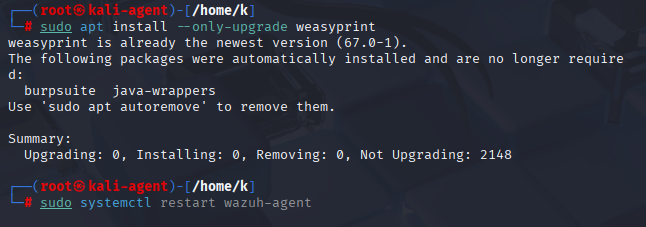 ┌──(root㉿kali-agent)-[/home/k]
└─# sudo apt install --only-upgrade weasyprint
weasyprint is already the newest version (67.0-1).
The following packages were automatically installed and are no longer require
d:
  burpsuite  java-wrappers
Use 'sudo apt autoremove' to remove them.

Summary:
  Upgrading: 0, Installing: 0, Removing: 0, Not Upgrading: 2148

┌──(root㉿kali-agent)-[/home/k]
└─# sudo systemctl restart wazuh-agent